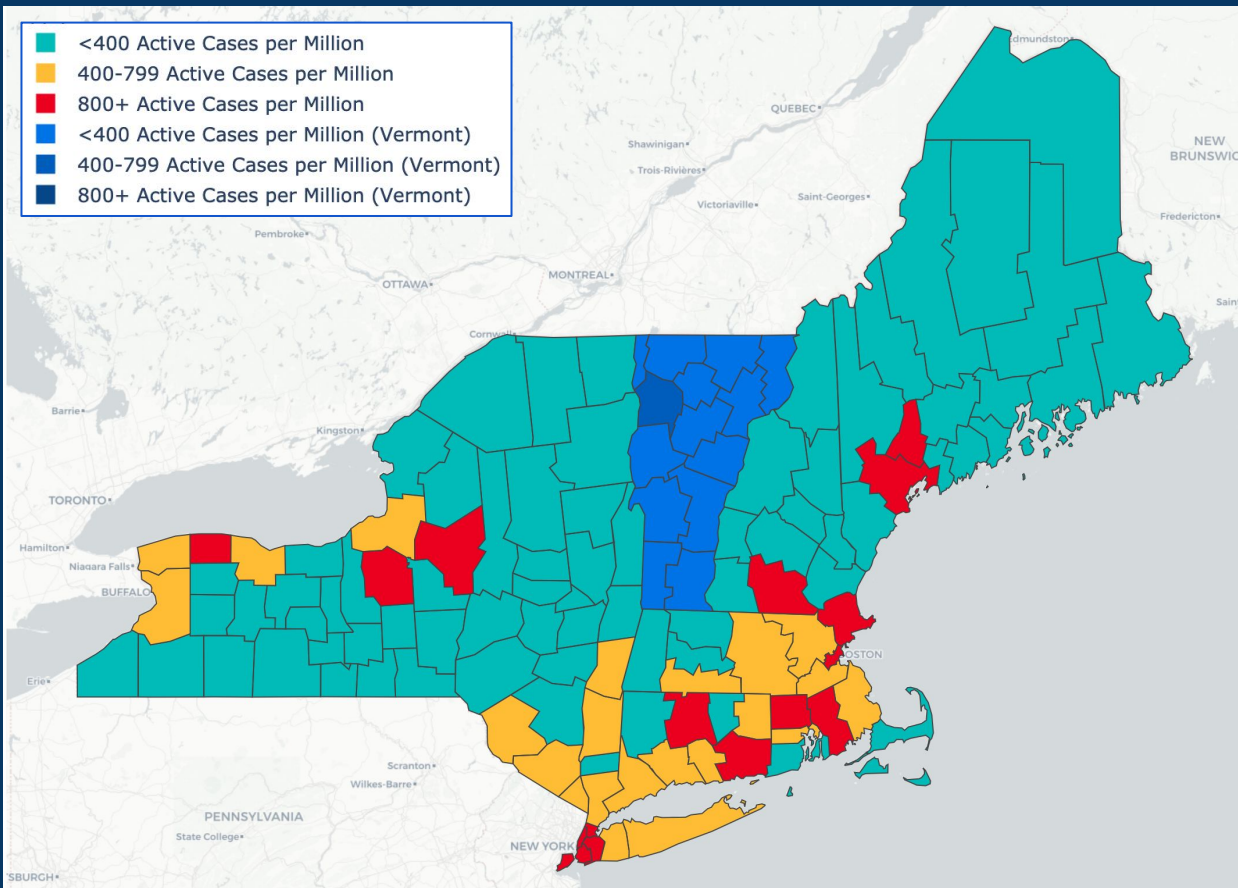 <400 Active Cases per Million
400-799 Active Cases per Million
800+ Active Cases per Million
<400 Active Cases per Million (Vermont)
400-799 Active Cases per Million (Vermont)
800+ Active Cases per Million (Vermont)
dmundston
QUEBEC
NEW
BRUNSWIC
Shawinigan
Trois-Rivières
Victoriaville
Saint-Georges
Fredericton
Pembroke
MONTREAL
OTTAWA
Sain
Cornwall
Barrie
Kingston
TORONTO
Hamilton
Niagara Falls
BUFFALO
OSTON
Erie
Scranton
Wilkes-Barre
PENNSYLVANIA
State College
NEW YORK
SBURGH